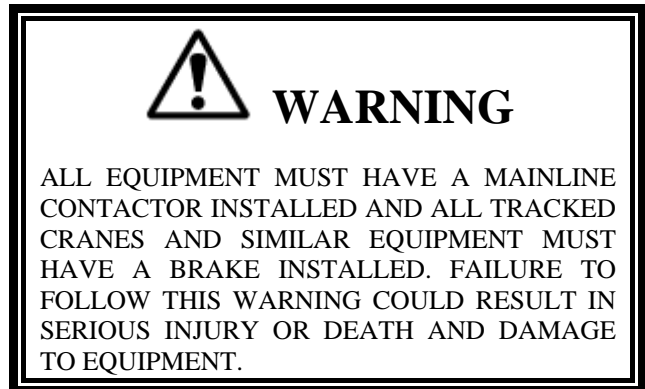 WARNING
ALL EQUIPMENT MUST HAVE A MAINLINE
CONTACTOR INSTALLED AND ALL TRACKED
CRANES AND SIMILAR EQUIPMENT MUST
HAVE A BRAKE INSTALLED. FAILURE TO
FOLLOW THIS WARNING COULD RESULT IN
SERIOUS INJURY OR DEATH AND DAMAGE
TO EQUIPMENT.